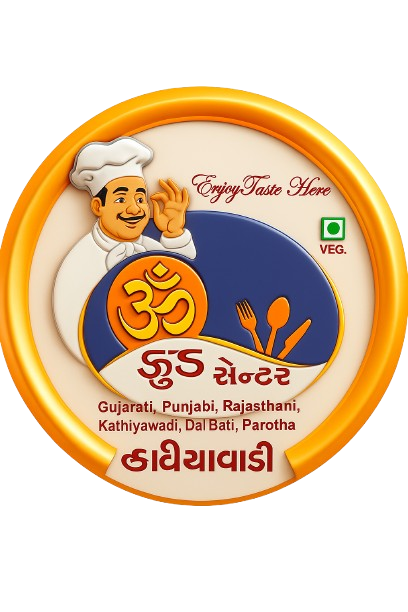 Enjoy Taste Here
VEG.
ॐ
ફુડ સેન્ટર
Gujarati, Punjabi, Rajasthani,
Kathiyawadi, Dal Bati, Parotha
કાઠીયાવાડી